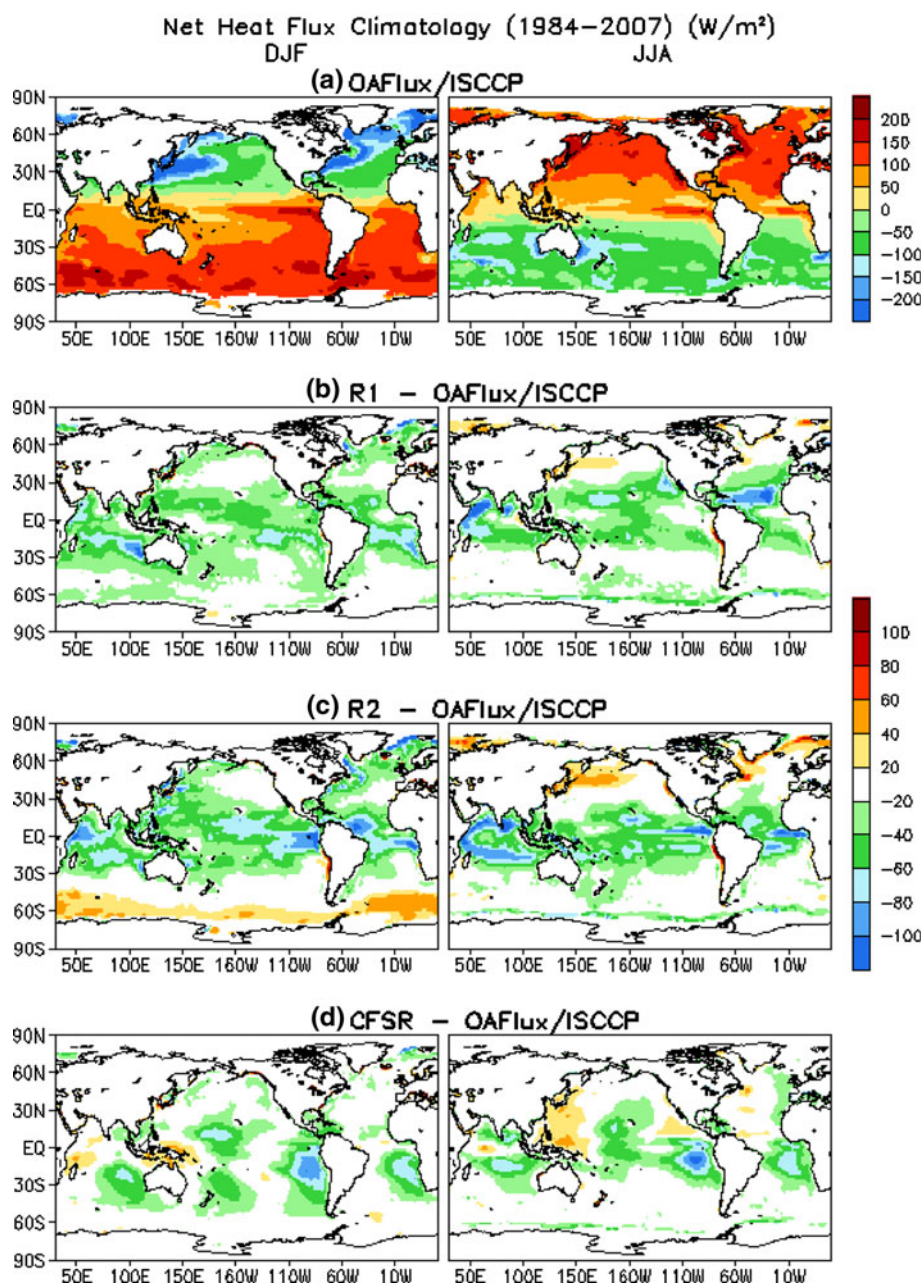 Net Heat Flux Climatology (1984-2007) (W/m²)
DJF JJA
(a) OAFlux/ISCCP
90N
60N
30N
EQ
30S
60S
90S
50E 100E 150E 160W 110W 60W 10W
50E 100E 150E 160W 110W 60W 10W
200
150
100
50
0
-50
-100
-150
-200
(b) R1 - OAFlux/ISCCP
90N
60N
30N
EQ
30S
60S
90S
50E 100E 150E 160W 110W 60W 10W
50E 100E 150E 160W 110W 60W 10W
(c) R2 - OAFlux/ISCCP
90N
60N
30N
EQ
30S
60S
90S
50E 100E 150E 160W 110W 60W 10W
50E 100E 150E 160W 110W 60W 10W
100
80
60
40
20
-20
-40
-60
-80
-100
(d) CFSR - OAFlux/ISCCP
90N
60N
30N
EQ
30S
60S
90S
50E 100E 150E 160W 110W 60W 10W
50E 100E 150E 160W 110W 60W 10W